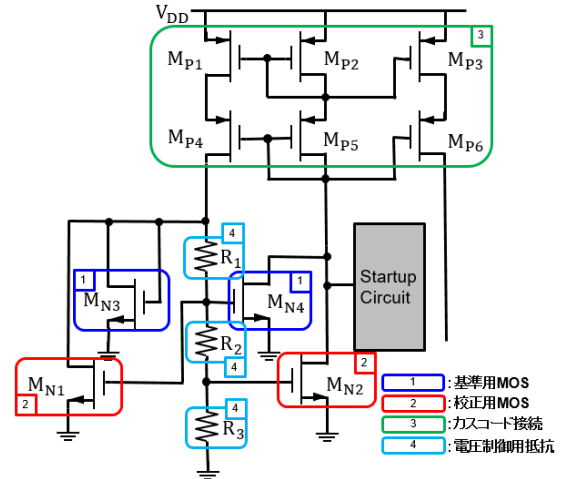 VDD
3
MP1
MP2
MP3
MP4
MP5
MP6
4
R1
1
MN3
1
MN4
Startup
Circuit
R2
4
MN1
2
2
MN2
4
R3
1 :基準用MOS
2 :校正用MOS
3 :カスコード接続
4 :電圧制御用抵抗